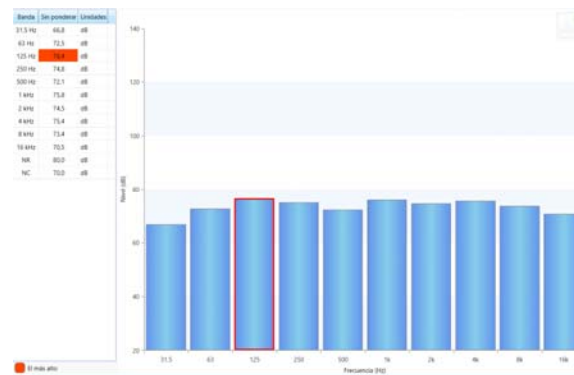 Banda Sin ponderar Unidades
31.5 Hz 66,8 dB
63 Hz 72,5 dB
125 Hz dB
250 Hz 74,8 dB
500 Hz 72,1 dB
1 kHz 75,8 dB
2 kHz 74,5 dB
4 kHz 75,4 dB
8 kHz 73,4 dB
16 kHz 70,5 dB
NR 80,0 dB
NC 70,0 dB
El más alto
140
120
100
80
60
40
20
Nivel (dB)
31.5 63 125 250 500 1k 2k 4k 8k 16k
Frecuencia (Hz)